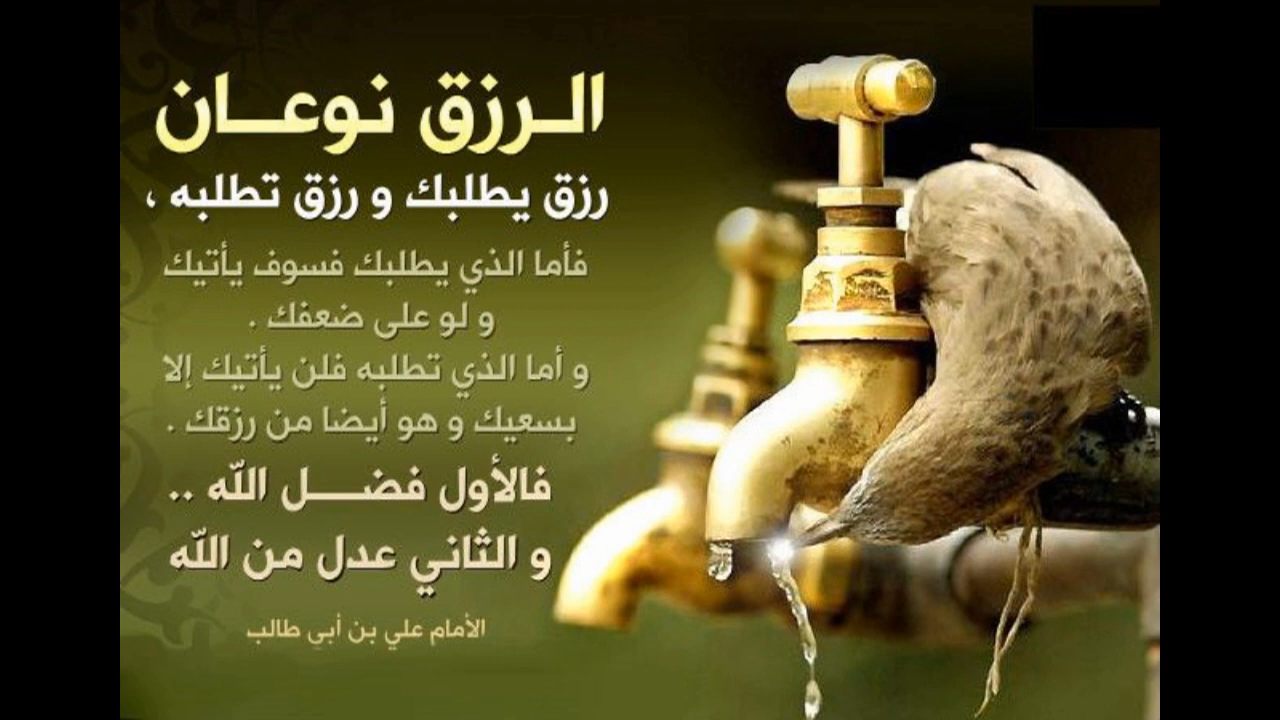 الـرزق نوعـان
رزق يطلبك و رزق تطلبه ،
فأما الذي يطلبك فسوف يأتيك
و لو على ضعفك .
و أما الذي تطلبه فلن يأتيك إلا
بسعيك و هو أيضا من رزقك .
فالأول فضـــل الله ..
و الثاني عدل من الله
الأمام علي بن أبي طالب